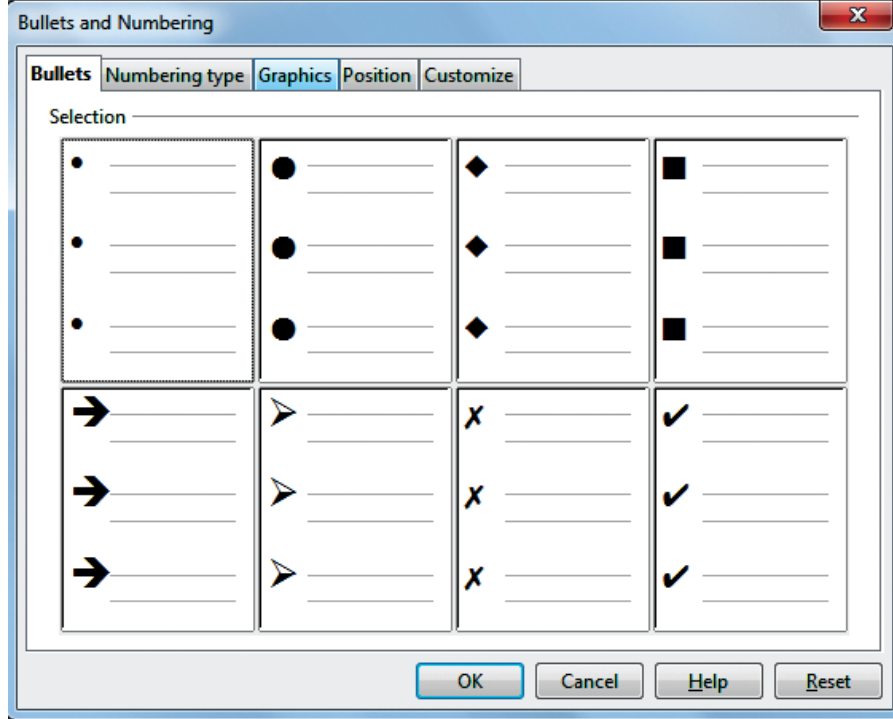 Bullets and Numbering
Bullets Numbering type Graphics Position Customize
Selection
OK Cancel Help Reset